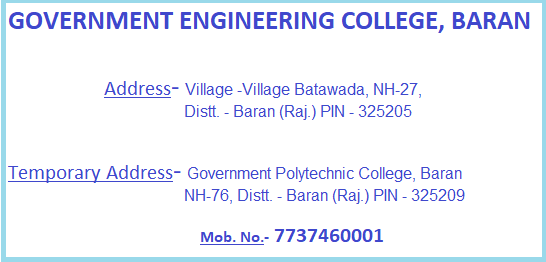 GOVERNMENT ENGINEERING COLLEGE, BARAN
Address- Village -Village Batawada, NH-27,
Distt. - Baran (Raj.) PIN - 325205
Temporary Address- Government Polytechnic College, Baran
NH-76, Distt. - Baran (Raj.) PIN - 325209
Mob. No.- 7737460001